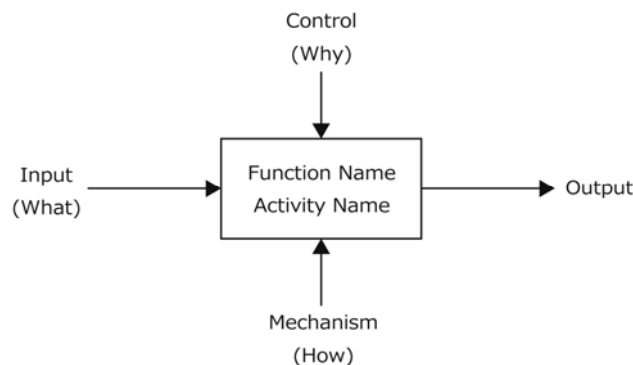 Control
(Why)
Input
(What)
Function Name
Activity Name
Output
Mechanism
(How)